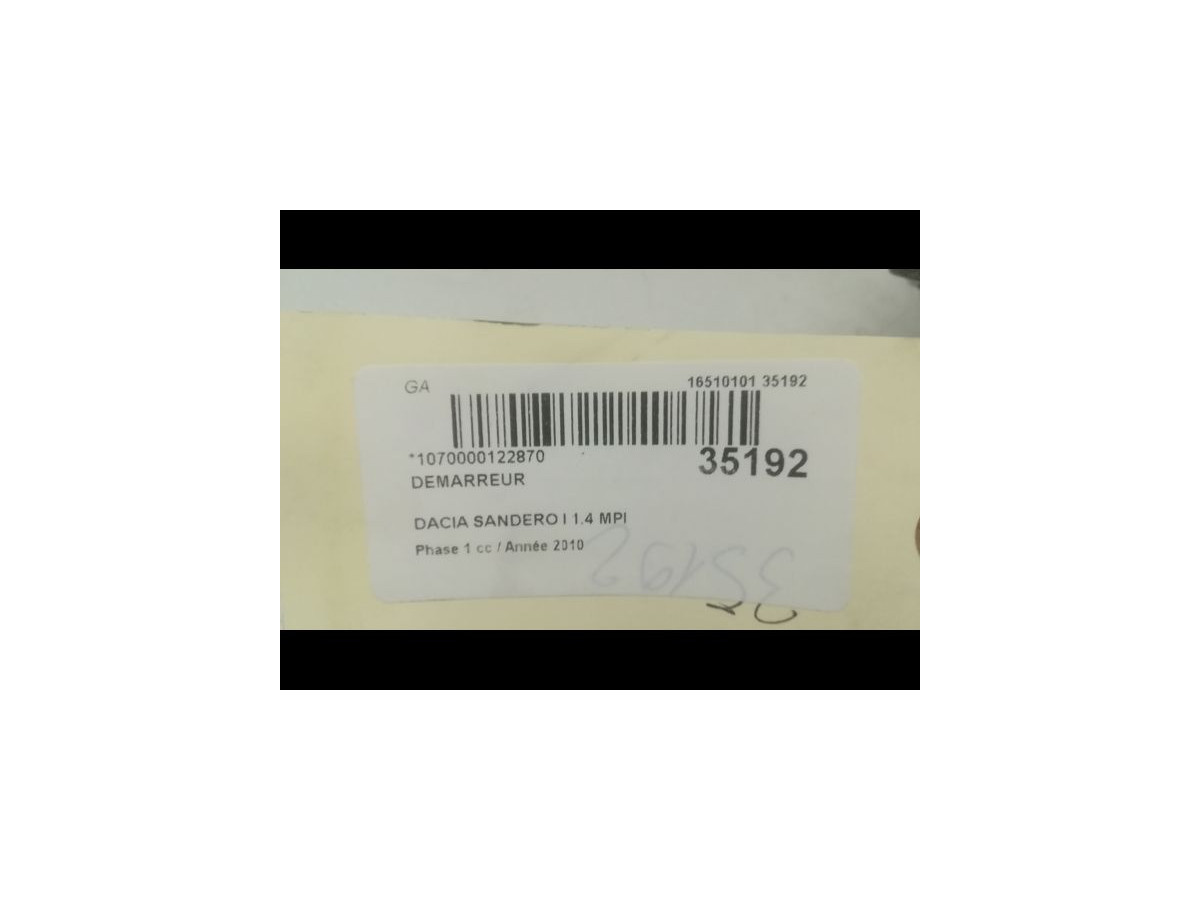 GA
16510101 35192
*1070000122870
35192
DEMARREUR
DACIA SANDERO I 1.4 MPI
Phase 1 cc / Année 2010
35192